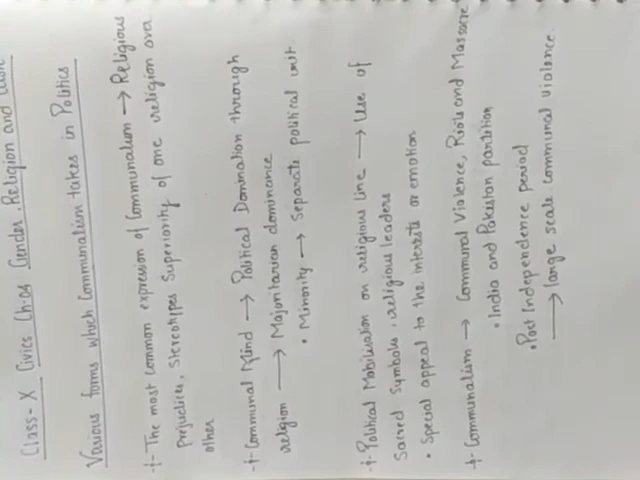 Class-X Civics Ch:04 Gender, Religion and
Various forms which Communalism takes in Politics
-|- The most common expression of Communalism → Religious
Prejudices, Stereotypes Superiority of one religion over
other
-|- Communal Mind → Political Domination through
religion → Majoritarian dominance
• Minority → Separate political unit.
-|- Political Mobilisation on religious line → Use of
Sacred Symbols, religious leaders
• Special appeal to the interests or emotion
-|- Communalism → Communal Violence, Riots and Massacre
• India and Pakistan partition
• Post Independence period
→ large scale communal violence.